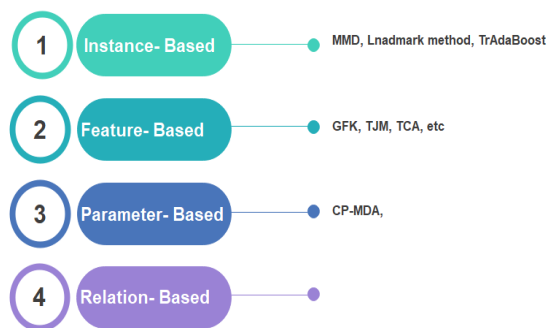 1 Instance- Based MMD, Lnadmark method, TrAdaBoost
2 Feature- Based GFK, TJM, TCA, etc
3 Parameter- Based CP-MDA,
4 Relation- Based